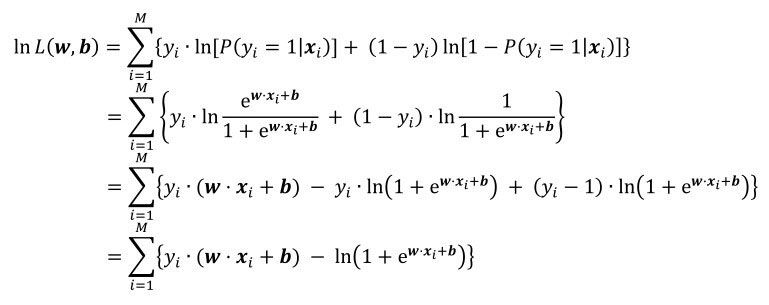 ln L(w, b) = ∑_{i=1}^{M} {y_i · ln[P(y_i = 1|x_i)] + (1 − y_i) ln[1 − P(y_i = 1|x_i)]}
= ∑_{i=1}^{M} {y_i · ln \frac{e^{w·x_i+b}}{1 + e^{w·x_i+b}} + (1 − y_i) · ln \frac{1}{1 + e^{w·x_i+b}}}
= ∑_{i=1}^{M} {y_i · (w · x_i + b) − y_i · ln(1 + e^{w·x_i+b}) + (y_i − 1) · ln(1 + e^{w·x_i+b})}
= ∑_{i=1}^{M} {y_i · (w · x_i + b) − ln(1 + e^{w·x_i+b})}